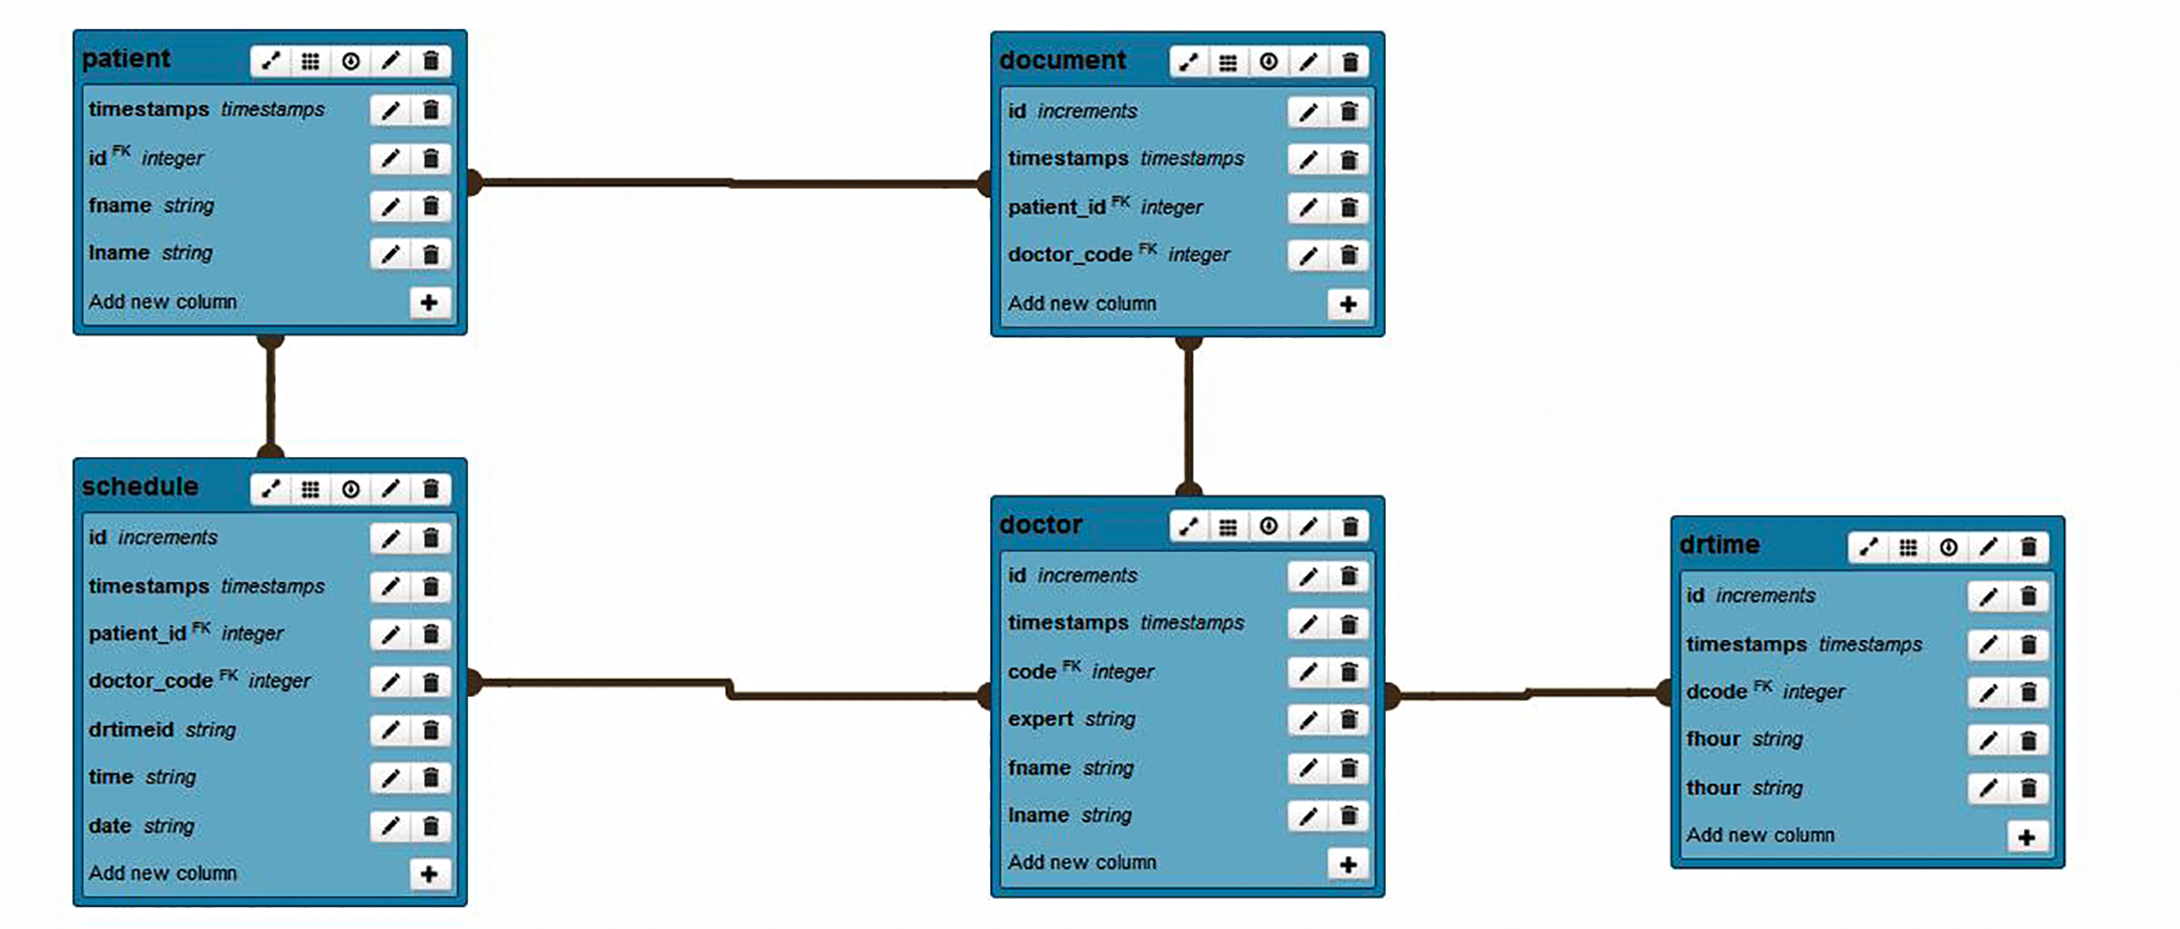 patient
timestamps timestamps
id FK integer
fname string
lname string
Add new column
document
id increments
timestamps timestamps
patient_id FK integer
doctor_code FK integer
Add new column
schedule
id increments
timestamps timestamps
patient_id FK integer
doctor_code FK integer
drtimeid string
time string
date string
Add new column
doctor
id increments
timestamps timestamps
code FK integer
expert string
fname string
lname string
Add new column
drtime
id increments
timestamps timestamps
dcode FK integer
fhour string
thour string
Add new column